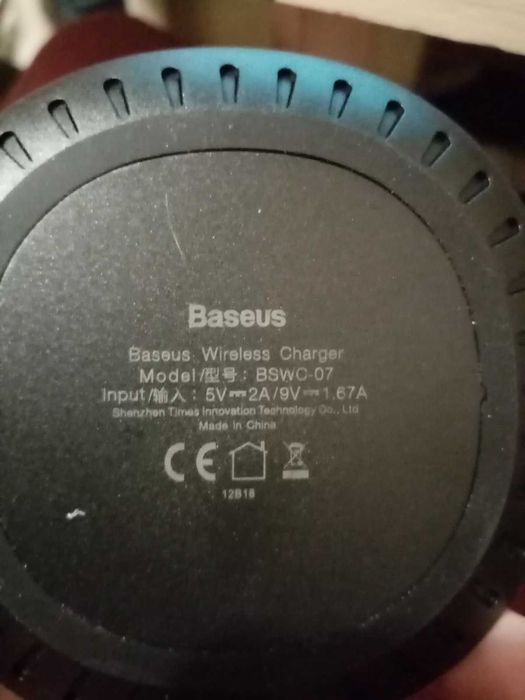 Baseus
Baseus Wireless Charger
Model/型号: BSWC-07
Input/输入: 5V⎓2A/9V⎓1.67A
Shenzhen Times Innovation Technology Co., Ltd
Made in China
CE
12B18